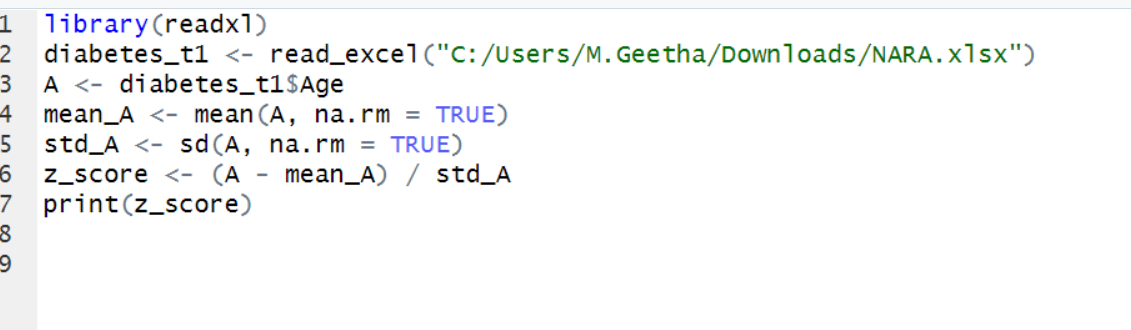 1 library(readxl)
2 diabetes_t1 <- read_excel("C:/Users/M.Geetha/Downloads/NARA.xlsx")
3 A <- diabetes_t1$Age
4 mean_A <- mean(A, na.rm = TRUE)
5 std_A <- sd(A, na.rm = TRUE)
6 z_score <- (A - mean_A) / std_A
7 print(z_score)
8
9